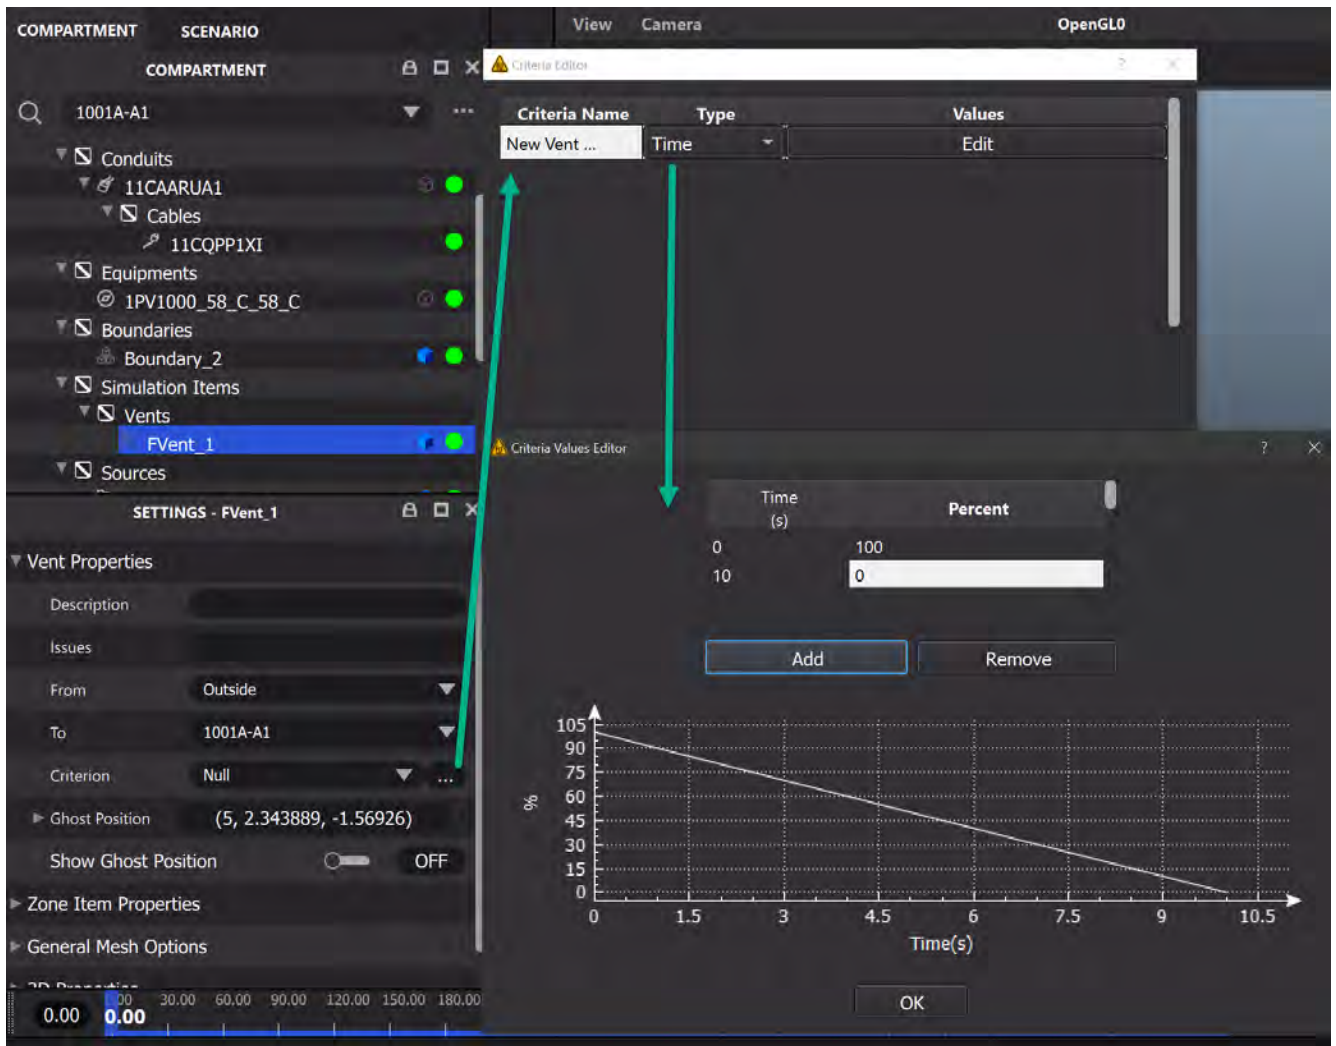 COMPARTMENT SCENARIO
View Camera OpenGL0
COMPARTMENT
Criteria Editor ?
1001A-A1 ...
Criteria Name Type Values
New Vent ... Time Edit
Conduits
11CAARUA1
Cables
11CQPP1XI
Equipments
1PV1000_58_C_58_C
Boundaries
Boundary_2
Simulation Items
Vents
FVent_1
Sources
Criteria Values Editor ?
SETTINGS - FVent_1
Time
(s)
Percent
0 100
10 0
Vent Properties
Description
Issues
From Outside
To 1001A-A1
Criterion Null ...
Ghost Position (5, 2.343889, -1.56926)
Show Ghost Position OFF
Zone Item Properties
General Mesh Options
Add Remove
105
90
75
60
45
30
15
0
%
0 1.5 3 4.5 6 7.5 9 10.5
Time(s)
OK
0.00 0.00
30.00 60.00 90.00 120.00 150.00 180.00